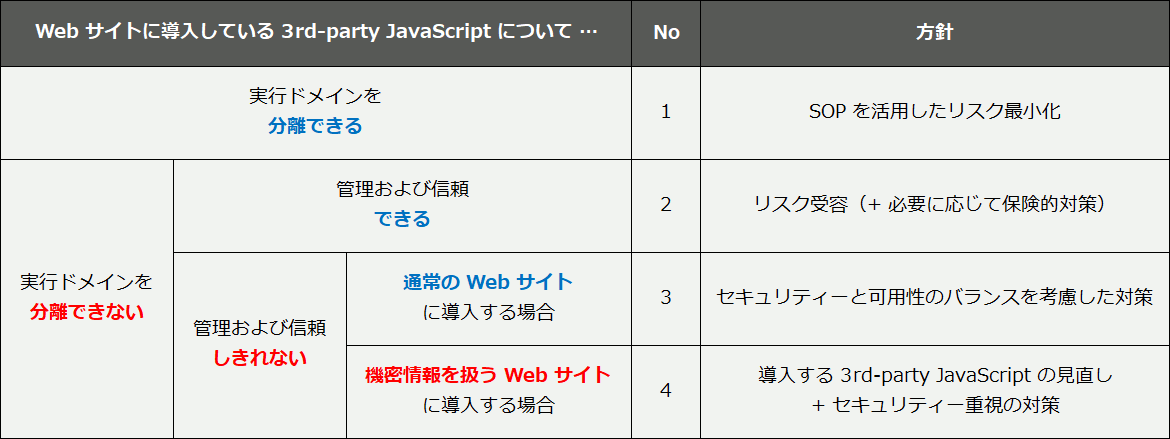 Web サイトに導入している 3rd-party JavaScript について …
No
方針
実行ドメインを
分離できる
1
SOP を活用したリスク最小化
実行ドメインを
分離できない
管理および信頼
できる
2
リスク受容（+ 必要に応じて保険的対策）
管理および信頼
しきれない
通常の Web サイト
に導入する場合
3
セキュリティーと可用性のバランスを考慮した対策
機密情報を扱う Web サイト
に導入する場合
4
導入する 3rd-party JavaScript の見直し
+ セキュリティー重視の対策